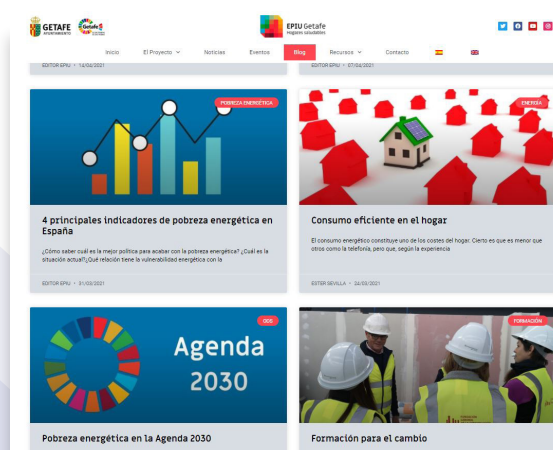 GETAFE
AYUNTAMIENTO
Getafe
EPIU Getafe
Hogares saludables
Inicio
El Proyecto
Noticias
Eventos
Blog
Recursos
Contacto
EDITOR EPIU • 14/04/2021
EDITOR EPIU • 07/04/2021
POBREZA ENERGÉTICA
4 principales indicadores de pobreza energética en
España
¿Cómo saber cuál es la mejor política para acabar con la pobreza energética? ¿Cuál es la
situación actual?¿Qué relación tiene la vulnerabilidad energética con la
EDITOR EPIU • 31/03/2021
ENERGÍA
Consumo eficiente en el hogar
El consumo energético constituye uno de los costes del hogar. Cierto es que es menor que
otros como la telefonía, pero que, según la experiencia
ESTER SEVILLA • 24/03/2021
ODS
Agenda
2030
Pobreza energética en la Agenda 2030
FORMACIÓN
Formación para el cambio